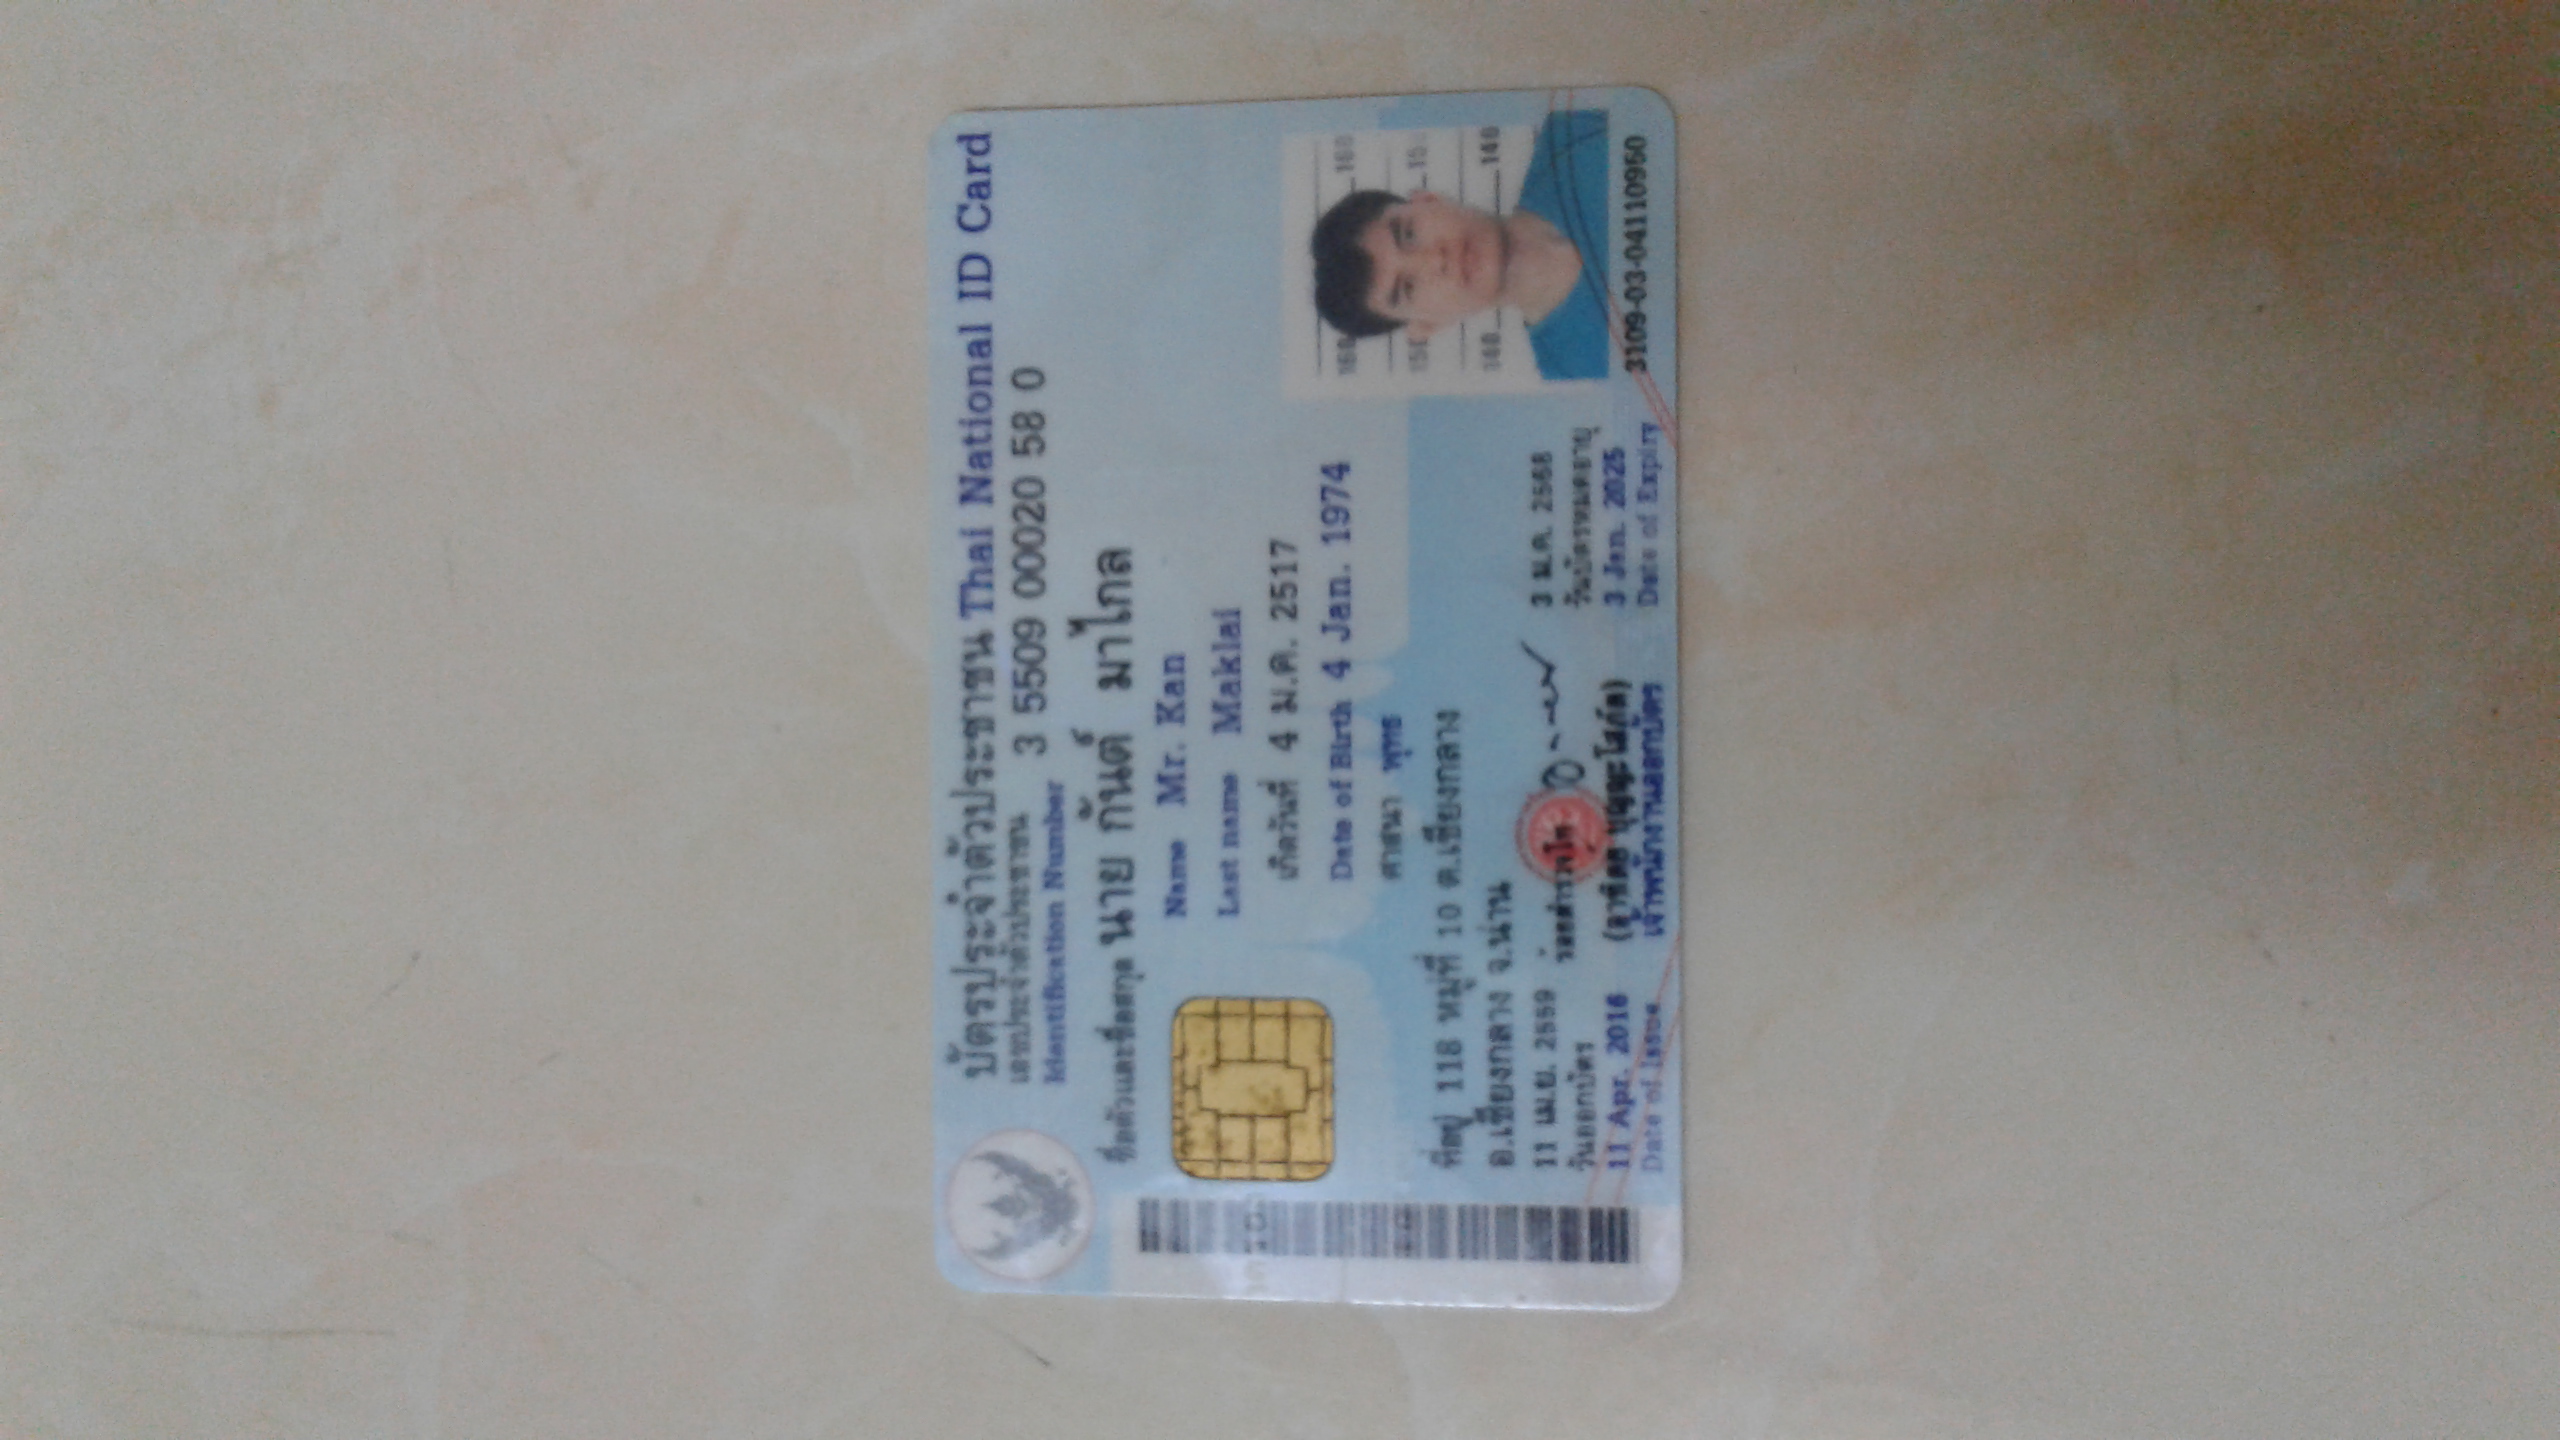 บัตรประจำตัวประชาชน Thai National ID Card
เลขประจำตัวประชาชน 3 5509 00020 58 0
Identification Number
ชื่อตัวและชื่อสกุล นาย กันต์ มาไกล
Name Mr. Kan
Last name Maklai
เกิดวันที่ 4 ม.ค. 2517
Date of Birth 4 Jan. 1974
ศาสนา พุทธ
ที่อยู่ 118 หมู่ที่ 10 ต.เชียงกลาง
อ.เชียงกลาง จ.น่าน
160 160
150 15
140 140
11 เม.ย. 2559 ร้อยตำรวจโท 3 ม.ค. 2568
วันออกบัตร วันบัตรหมดอายุ
11 Apr. 2016 (อาทิตย์ บุญญะโสภัต) 3 Jan. 2025
Date of Issue เจ้าพนักงานออกบัตร Date of Expiry
3109-03-04110950